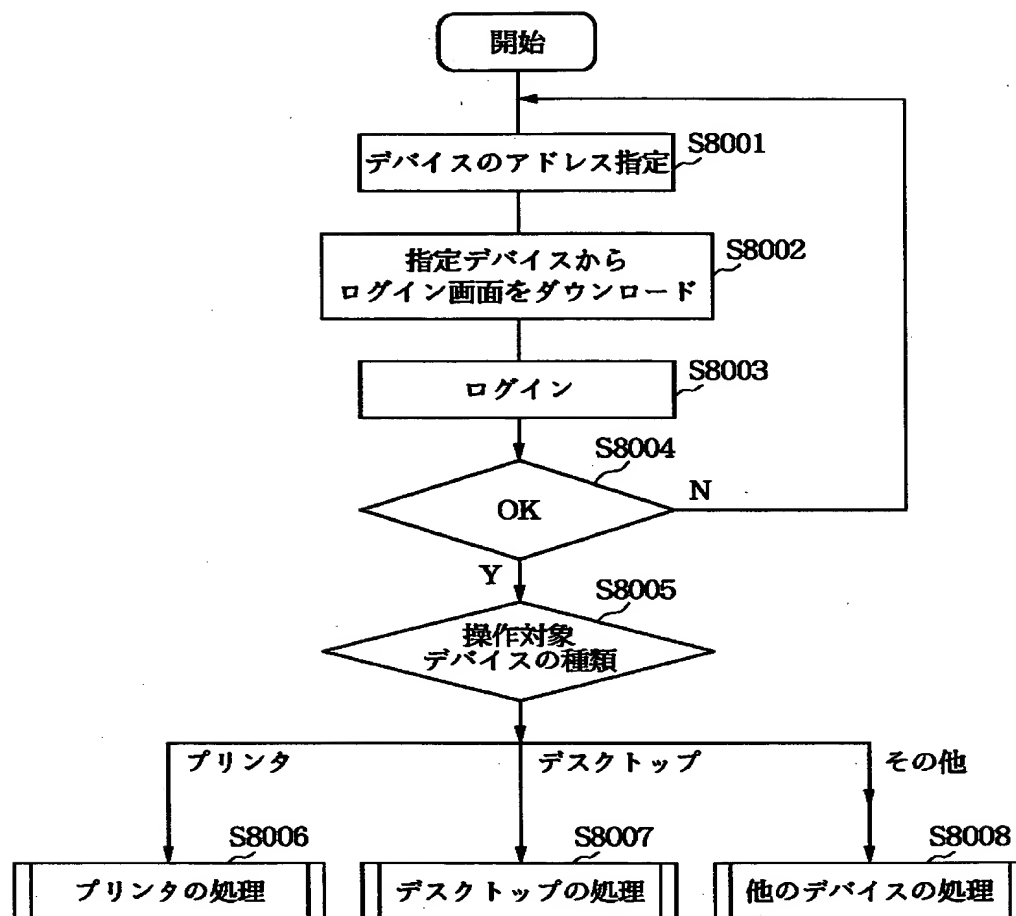 開始
デバイスのアドレス指定
S8001
指定デバイスから
ログイン画面をダウンロード
S8002
ログイン
S8003
OK
S8004
N
Y
操作対象
デバイスの種類
S8005
プリンタ
デスクトップ
その他
S8006
S8007
S8008
プリンタの処理
デスクトップの処理
他のデバイスの処理